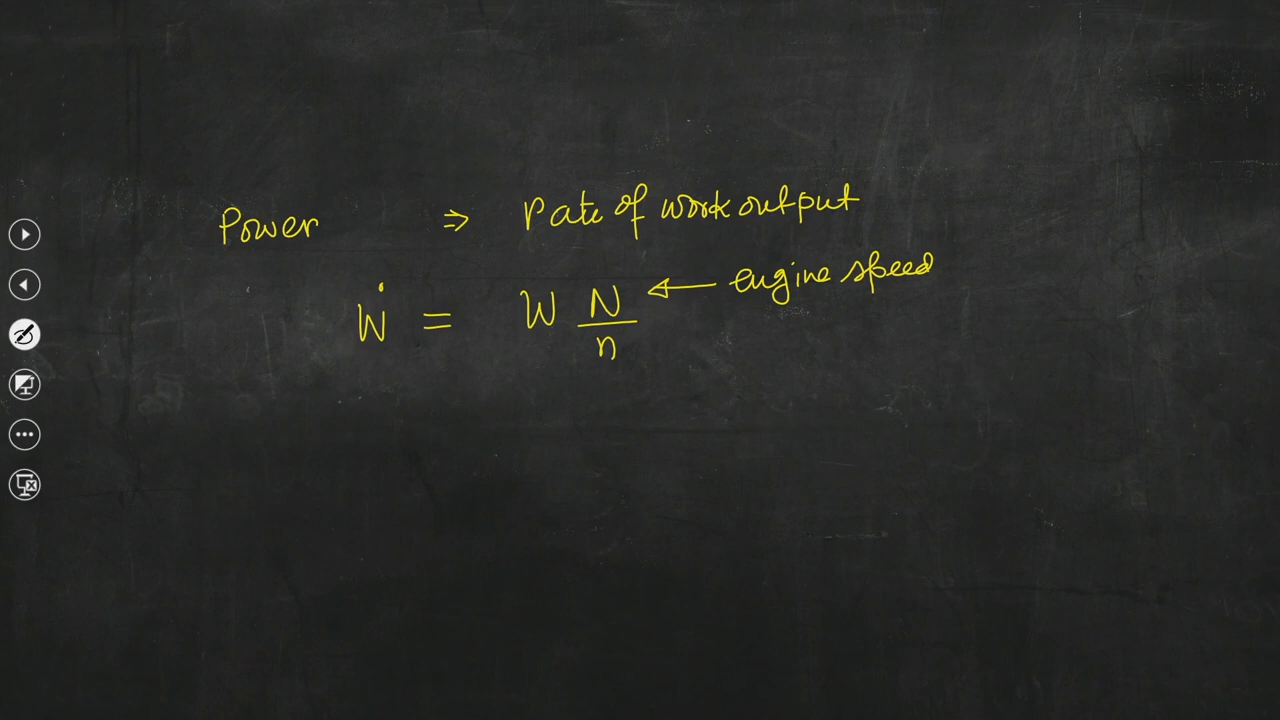 Power ⇒ rate of work output
Ẇ = W N/n ← engine speed